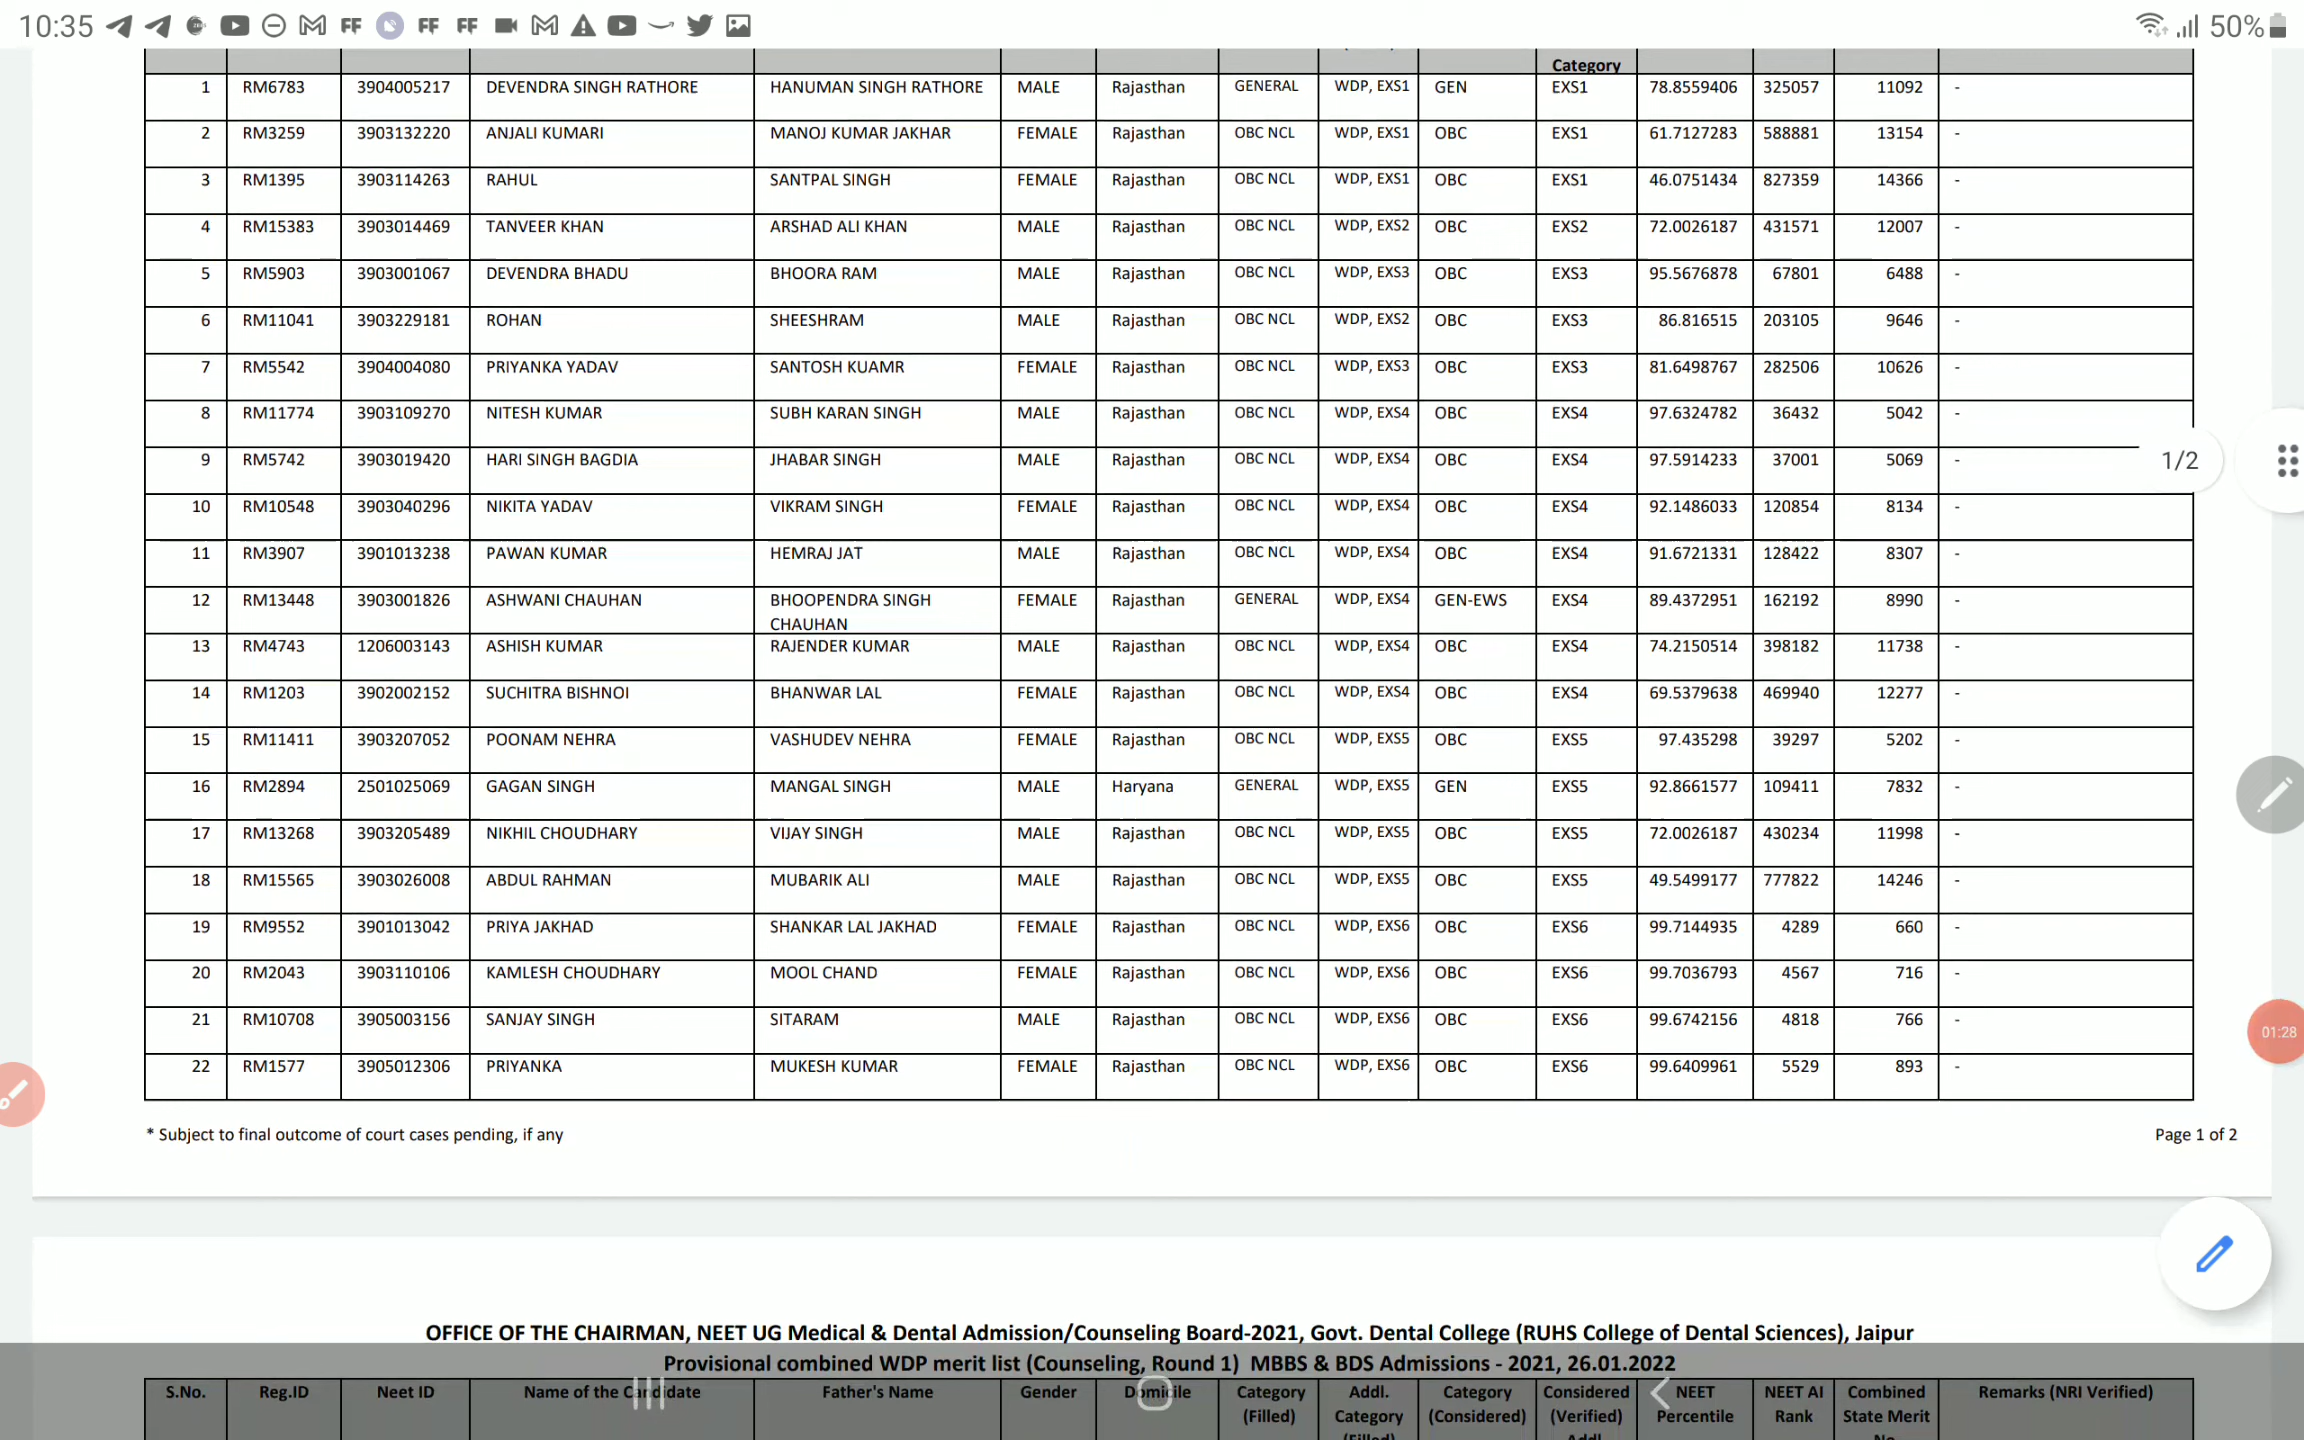 10:35 FF FF FF 50%
Category
1 RM6783 3904005217 DEVENDRA SINGH RATHORE HANUMAN SINGH RATHORE MALE Rajasthan GENERAL WDP, EXS1 GEN EXS1 78.8559406 325057 11092 -
2 RM3259 3903132220 ANJALI KUMARI MANOJ KUMAR JAKHAR FEMALE Rajasthan OBC NCL WDP, EXS1 OBC EXS1 61.7127283 588881 13154 -
3 RM1395 3903114263 RAHUL SANTPAL SINGH FEMALE Rajasthan OBC NCL WDP, EXS1 OBC EXS1 46.0751434 827359 14366 -
4 RM15383 3903014469 TANVEER KHAN ARSHAD ALI KHAN MALE Rajasthan OBC NCL WDP, EXS2 OBC EXS2 72.0026187 431571 12007 -
5 RM5903 3903001067 DEVENDRA BHADU BHOORA RAM MALE Rajasthan OBC NCL WDP, EXS3 OBC EXS3 95.5676878 67801 6488 -
6 RM11041 3903229181 ROHAN SHEESHRAM MALE Rajasthan OBC NCL WDP, EXS2 OBC EXS3 86.816515 203105 9646 -
7 RM5542 3904004080 PRIYANKA YADAV SANTOSH KUAMR FEMALE Rajasthan OBC NCL WDP, EXS3 OBC EXS3 81.6498767 282506 10626 -
8 RM11774 3903109270 NITESH KUMAR SUBH KARAN SINGH MALE Rajasthan OBC NCL WDP, EXS4 OBC EXS4 97.6324782 36432 5042 -
9 RM5742 3903019420 HARI SINGH BAGDIA JHABAR SINGH MALE Rajasthan OBC NCL WDP, EXS4 OBC EXS4 97.5914233 37001 5069 - 1/2
10 RM10548 3903040296 NIKITA YADAV VIKRAM SINGH FEMALE Rajasthan OBC NCL WDP, EXS4 OBC EXS4 92.1486033 120854 8134 -
11 RM3907 3901013238 PAWAN KUMAR HEMRAJ JAT MALE Rajasthan OBC NCL WDP, EXS4 OBC EXS4 91.6721331 128422 8307 -
12 RM13448 3903001826 ASHWANI CHAUHAN BHOOPENDRA SINGH FEMALE Rajasthan GENERAL WDP, EXS4 GEN-EWS EXS4 89.4372951 162192 8990 -
CHAUHAN
13 RM4743 1206003143 ASHISH KUMAR RAJENDER KUMAR MALE Rajasthan OBC NCL WDP, EXS4 OBC EXS4 74.2150514 398182 11738 -
14 RM1203 3902002152 SUCHITRA BISHNOI BHANWAR LAL FEMALE Rajasthan OBC NCL WDP, EXS4 OBC EXS4 69.5379638 469940 12277 -
15 RM11411 3903207052 POONAM NEHRA VASHUDEV NEHRA FEMALE Rajasthan OBC NCL WDP, EXS5 OBC EXS5 97.435298 39297 5202 -
16 RM2894 2501025069 GAGAN SINGH MANGAL SINGH MALE Haryana GENERAL WDP, EXS5 GEN EXS5 92.8661577 109411 7832 -
17 RM13268 3903205489 NIKHIL CHOUDHARY VIJAY SINGH MALE Rajasthan OBC NCL WDP, EXS5 OBC EXS5 72.0026187 430234 11998 -
18 RM15565 3903026008 ABDUL RAHMAN MUBARIK ALI MALE Rajasthan OBC NCL WDP, EXS5 OBC EXS5 49.5499177 777822 14246 -
19 RM9552 3901013042 PRIYA JAKHAD SHANKAR LAL JAKHAD FEMALE Rajasthan OBC NCL WDP, EXS6 OBC EXS6 99.7144935 4289 660 -
20 RM2043 3903110106 KAMLESH CHOUDHARY MOOL CHAND FEMALE Rajasthan OBC NCL WDP, EXS6 OBC EXS6 99.7036793 4567 716 -
21 RM10708 3905003156 SANJAY SINGH SITARAM MALE Rajasthan OBC NCL WDP, EXS6 OBC EXS6 99.6742156 4818 766 - 01:28
22 RM1577 3905012306 PRIYANKA MUKESH KUMAR FEMALE Rajasthan OBC NCL WDP, EXS6 OBC EXS6 99.6409961 5529 893 -
* Subject to final outcome of court cases pending, if any Page 1 of 2
OFFICE OF THE CHAIRMAN, NEET UG Medical & Dental Admission/Counseling Board-2021, Govt. Dental College (RUHS College of Dental Sciences), Jaipur
Provisional combined WDP merit list (Counseling, Round 1) MBBS & BDS Admissions - 2021, 26.01.2022
S.No. Reg.ID Neet ID Name of the Candidate Father's Name Gender Domicile Category Addl. Category Considered NEET NEET AI Combined Remarks (NRI Verified)
(Filled) Category (Considered) (Verified) Percentile Rank State Merit